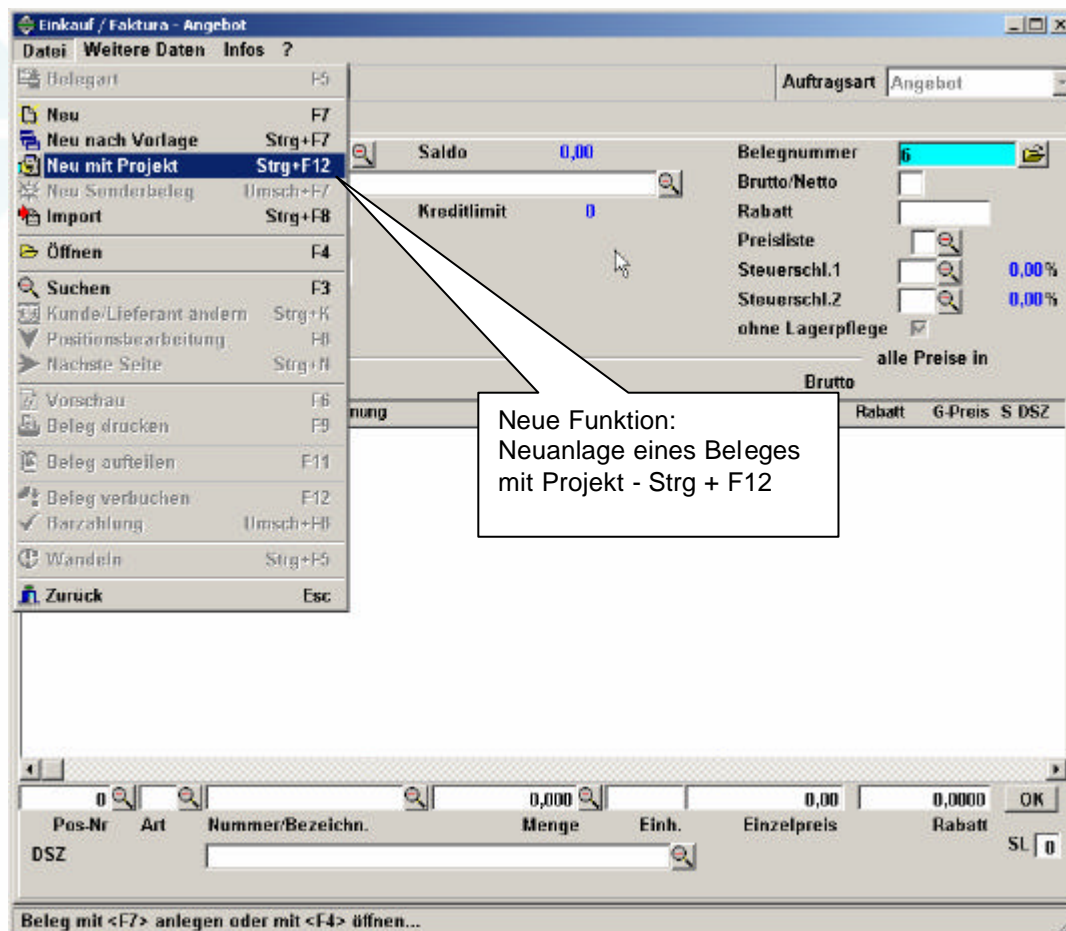 Einkauf / Faktura - Angebot
Datei Weitere Daten Infos ?
Belegart F5
Auftragsart Angebot
Neu F7
Neu nach Vorlage Strg+F7
Neu mit Projekt Strg+F12
Neu Sonderbeleg Umsch+F7
Import Strg+F8
Öffnen F4
Suchen F3
Kunde/Lieferant ändern Strg+K
Positionsbearbeitung F8
Nächste Seite Strg+N
Vorschau F6
Beleg drucken F9
Beleg aufteilen F11
Beleg verbuchen F12
Barzahlung Umsch+F8
Wandeln Strg+F5
Zurück Esc
Saldo 0,00
Kreditlimit 0
Belegnummer 6
Brutto/Netto
Rabatt
Preisliste
Steuerschl.1 0,00%
Steuerschl.2 0,00%
ohne Lagerpflege
alle Preise in
Brutto
nung Rabatt G-Preis S DSZ
Neue Funktion:
Neuanlage eines Beleges
mit Projekt - Strg + F12
0 0,000 0,00 0,0000 OK
Pos-Nr Art Nummer/Bezeichn. Menge Einh. Einzelpreis Rabatt
DSZ SL 0
Beleg mit <F7> anlegen oder mit <F4> öffnen...